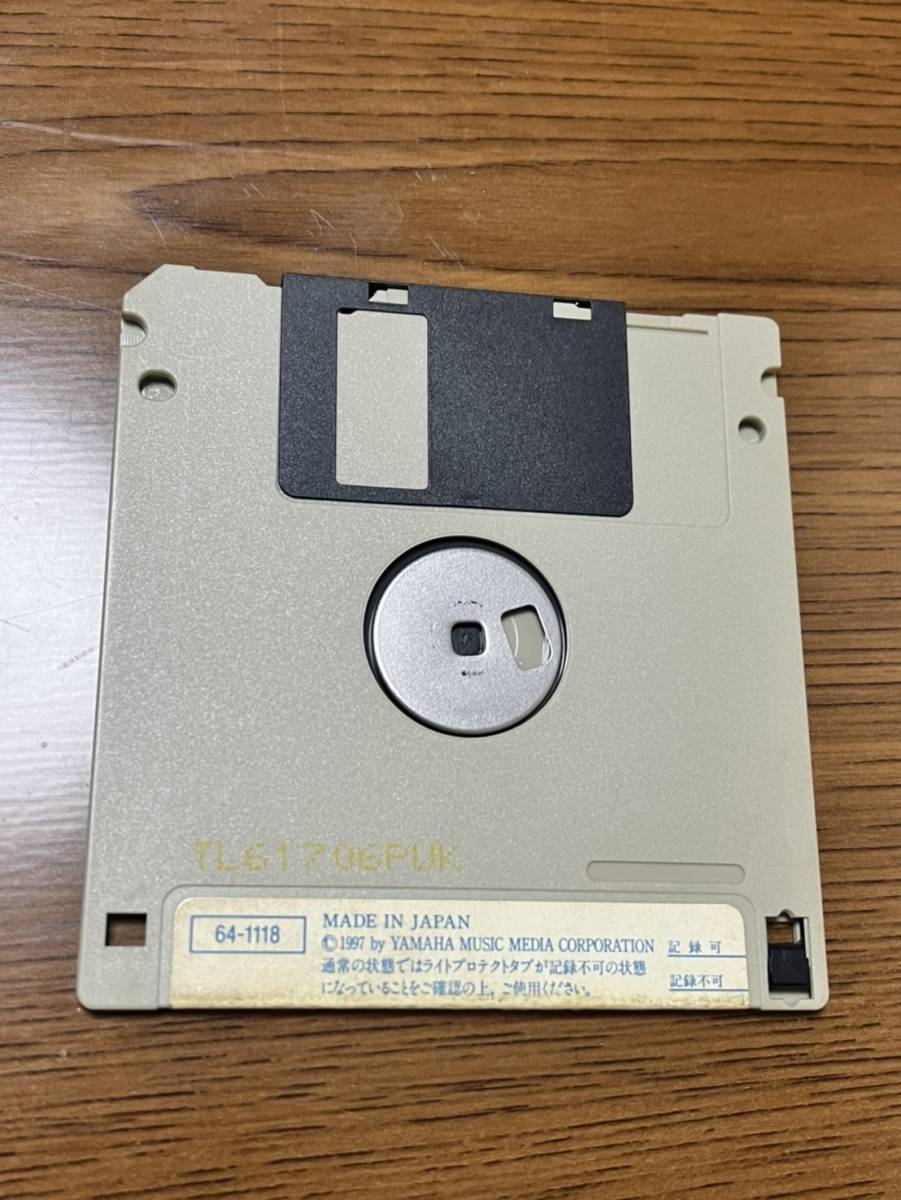 TL61706PUK
64-1118
MADE IN JAPAN
©1997 by YAMAHA MUSIC MEDIA CORPORATION
通常の状態ではライトプロテクトタブが記録不可の状態
になっていることをご確認の上、ご使用ください。
記録可
記録不可